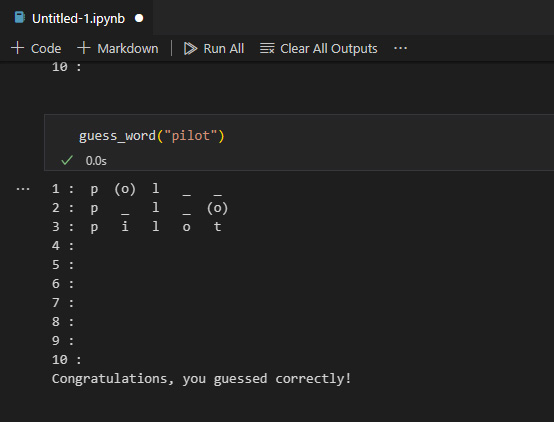 Untitled-1.ipynb
+ Code + Markdown | Run All Clear All Outputs ...
10 :
guess_word("pilot")
0.0s
... 1 : p (o) l _ _
2 : p _ l _ (o)
3 : p i l o t
4 :
5 :
6 :
7 :
8 :
9 :
10 :
Congratulations, you guessed correctly!